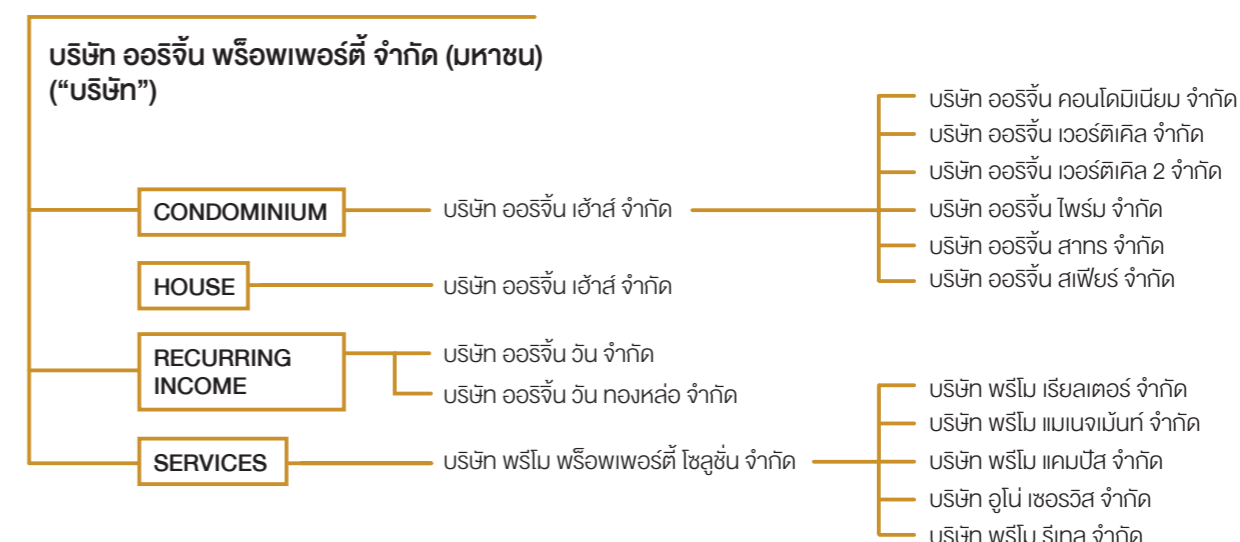 บริษัท ออริจิ้น พร็อพเพอร์ตี้ จำกัด (มหาชน)
(“บริษัท”)
CONDOMINIUM
บริษัท ออริจิ้น เฮ้าส์ จำกัด
บริษัท ออริจิ้น คอนโดมิเนียม จำกัด
บริษัท ออริจิ้น เวอร์ติเคิล จำกัด
บริษัท ออริจิ้น เวอร์ติเคิล 2 จำกัด
บริษัท ออริจิ้น ไพร์ม จำกัด
บริษัท ออริจิ้น สาทร จำกัด
บริษัท ออริจิ้น สเฟียร์ จำกัด
HOUSE
บริษัท ออริจิ้น เฮ้าส์ จำกัด
RECURRING
INCOME
บริษัท ออริจิ้น วัน จำกัด
บริษัท ออริจิ้น วัน ทองหล่อ จำกัด
SERVICES
บริษัท พรีโม พร็อพเพอร์ตี้ โซลูชั่น จำกัด
บริษัท พรีโม เรียลเตอร์ จำกัด
บริษัท พรีโม แมเนจเม้นท์ จำกัด
บริษัท พรีโม แคมปัส จำกัด
บริษัท อูโน่ เซอรวิส จำกัด
บริษัท พรีโม รีเทล จำกัด